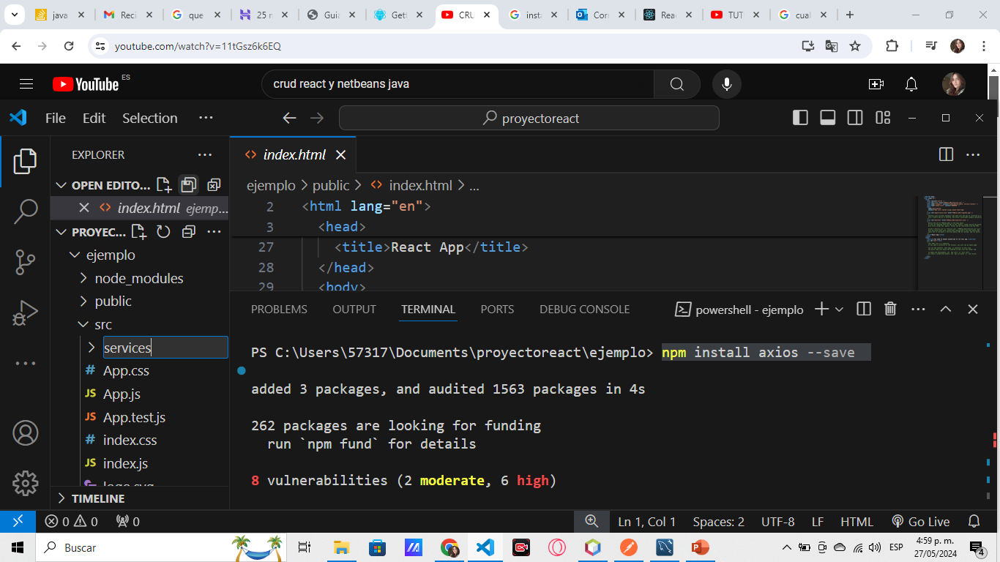 java
Reci
que
25 n
Guia
Gett
CRU
insta
Corr
Reac
TUT
cual
youtube.com/watch?v=11tGsz6k6EQ
YouTube ES
crud react y netbeans java
File Edit Selection ...
proyectoreact
EXPLORER
index.html
OPEN EDITO...
ejemplo > public > index.html > ...
index.html ejemp...
2 <html lang="en">
3 <head>
PROYEC...
27 <title>React App</title>
ejemplo
28 </head>
node_modules
29 <body>
public
PROBLEMS OUTPUT TERMINAL PORTS DEBUG CONSOLE powershell - ejemplo
src
services
PS C:\Users\57317\Documents\proyectoreact\ejemplo> npm install axios --save
App.css
added 3 packages, and audited 1563 packages in 4s
App.js
App.test.js
262 packages are looking for funding
index.css
run `npm fund` for details
index.js
logo.svg
8 vulnerabilities (2 moderate, 6 high)
TIMELINE
0 0 0 Ln 1, Col 1 Spaces: 2 UTF-8 LF HTML Go Live
Buscar
ESP
4:59 p. m.
27/05/2024
4